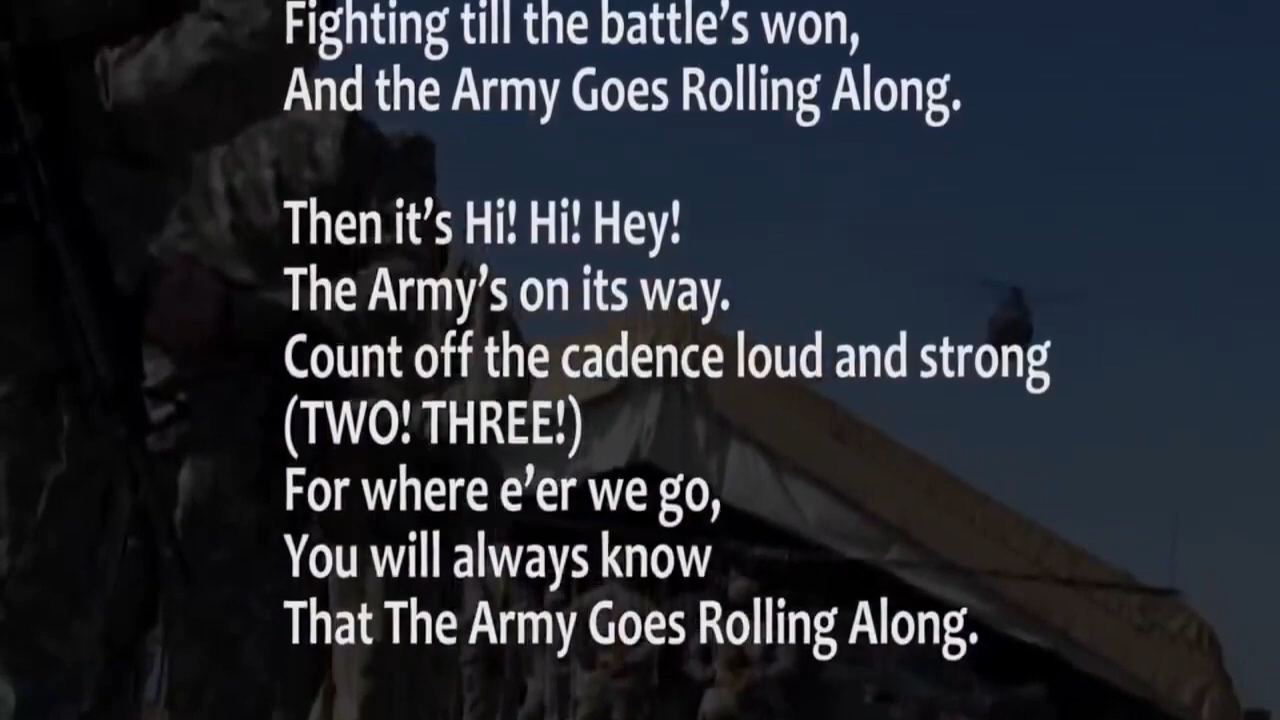 Fighting till the battle’s won,
And the Army Goes Rolling Along.
Then it’s Hi! Hi! Hey!
The Army’s on its way.
Count off the cadence loud and strong
(TWO! THREE!)
For where e’er we go,
You will always know
That The Army Goes Rolling Along.